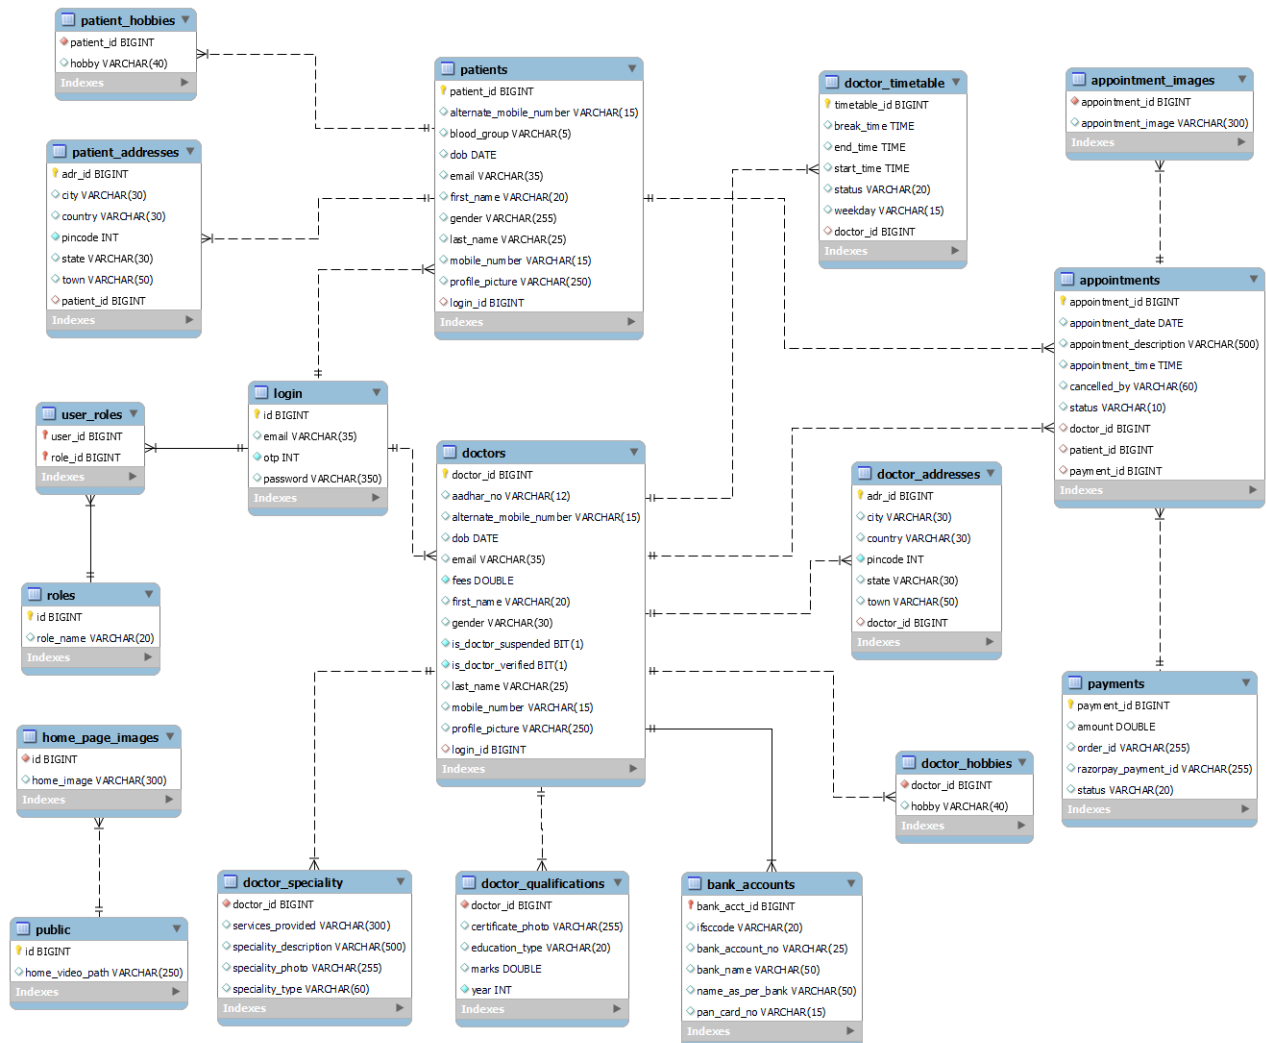 patient_hobbies
patient_id BIGINT
hobby VARCHAR(40)
Indexes
patient_addresses
adr_id BIGINT
city VARCHAR(30)
country VARCHAR(30)
pincode INT
state VARCHAR(30)
town VARCHAR(50)
patient_id BIGINT
Indexes
patients
patient_id BIGINT
alternate_mobile_number VARCHAR(15)
blood_group VARCHAR(5)
dob DATE
email VARCHAR(35)
first_name VARCHAR(20)
gender VARCHAR(255)
last_name VARCHAR(25)
mobile_number VARCHAR(15)
profile_picture VARCHAR(250)
login_id BIGINT
Indexes
doctor_timetable
timetable_id BIGINT
break_time TIME
end_time TIME
start_time TIME
status VARCHAR(20)
weekday VARCHAR(15)
doctor_id BIGINT
Indexes
appointment_images
appointment_id BIGINT
appointment_image VARCHAR(300)
Indexes
appointments
appointment_id BIGINT
appointment_date DATE
appointment_description VARCHAR(500)
appointment_time TIME
cancelled_by VARCHAR(60)
status VARCHAR(10)
doctor_id BIGINT
patient_id BIGINT
payment_id BIGINT
Indexes
user_roles
user_id BIGINT
role_id BIGINT
Indexes
login
id BIGINT
email VARCHAR(35)
otp INT
password VARCHAR(350)
Indexes
doctors
doctor_id BIGINT
aadhar_no VARCHAR(12)
alternate_mobile_number VARCHAR(15)
dob DATE
email VARCHAR(35)
fees DOUBLE
first_name VARCHAR(20)
gender VARCHAR(30)
is_doctor_suspended BIT(1)
is_doctor_verified BIT(1)
last_name VARCHAR(25)
mobile_number VARCHAR(15)
profile_picture VARCHAR(250)
login_id BIGINT
Indexes
doctor_addresses
adr_id BIGINT
city VARCHAR(30)
country VARCHAR(30)
pincode INT
state VARCHAR(30)
town VARCHAR(50)
doctor_id BIGINT
Indexes
roles
id BIGINT
role_name VARCHAR(20)
Indexes
payments
payment_id BIGINT
amount DOUBLE
order_id VARCHAR(255)
razorpay_payment_id VARCHAR(255)
status VARCHAR(20)
Indexes
home_page_images
id BIGINT
home_image VARCHAR(300)
Indexes
doctor_hobbies
doctor_id BIGINT
hobby VARCHAR(40)
Indexes
public
id BIGINT
home_video_path VARCHAR(250)
Indexes
doctor_speciality
doctor_id BIGINT
services_provided VARCHAR(300)
speciality_description VARCHAR(500)
speciality_photo VARCHAR(255)
speciality_type VARCHAR(60)
Indexes
doctor_qualifications
doctor_id BIGINT
certificate_photo VARCHAR(255)
education_type VARCHAR(20)
marks DOUBLE
year INT
Indexes
bank_accounts
bank_acct_id BIGINT
ifsccode VARCHAR(20)
bank_account_no VARCHAR(25)
bank_name VARCHAR(50)
name_as_per_bank VARCHAR(50)
pan_card_no VARCHAR(15)
Indexes